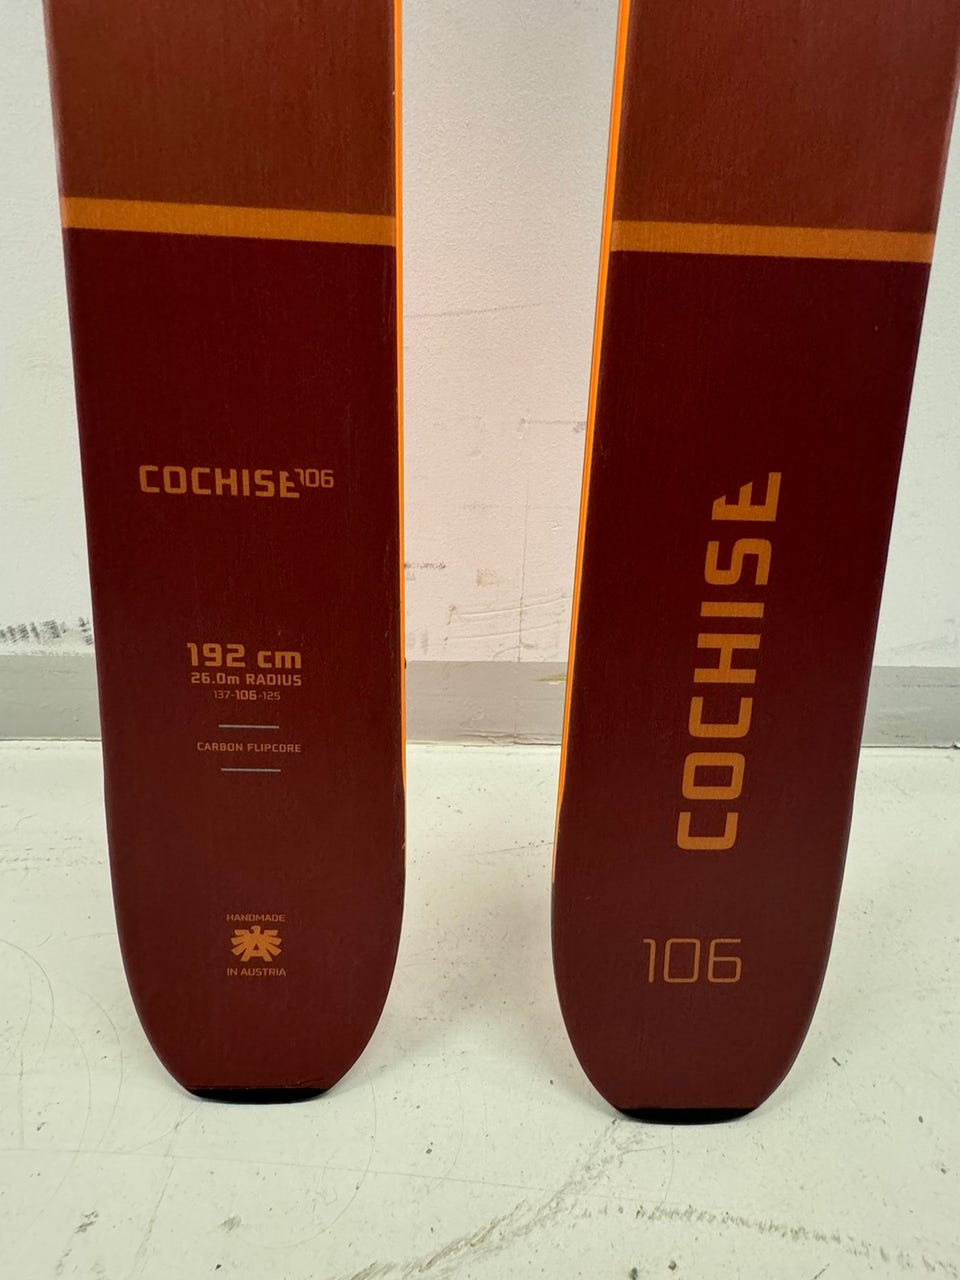 COCHISE106
192 cm
26.0m RADIUS
137-106-125
CARBON FLIPCORE
HANDMADE
IN AUSTRIA
COCHISE
106